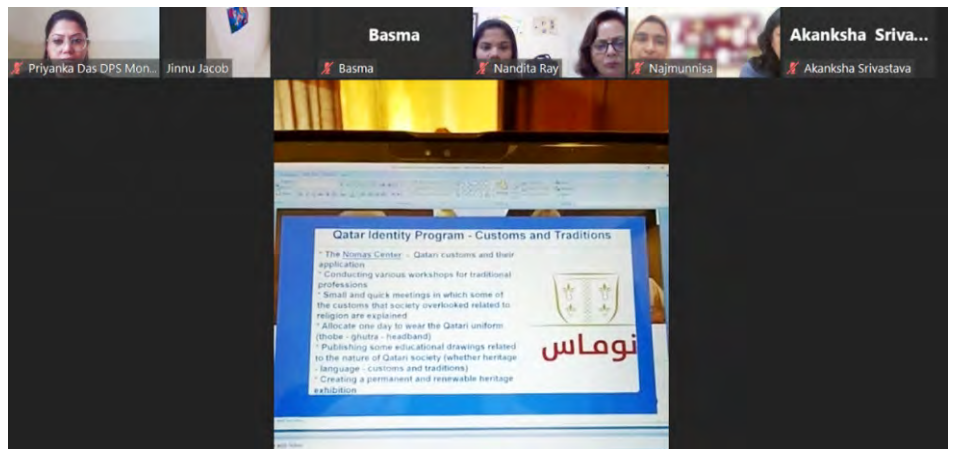 Basma
Akanksha Sriva...
Priyanka Das DPS Mon...
Jinnu Jacob
Basma
Nandita Ray
Najmunnisa
Akanksha Srivastava
Qatar Identity Program - Customs and Traditions
* The Nomas Center - Qatari customs and their
application
* Conducting various workshops for traditional
professions
* Small and quick meetings in which some of
the customs that society overlooked related to
religion are explained
* Allocate one day to wear the Qatari uniform
(thobe - ghutra - headband)
* Publishing some educational drawings related
to the nature of Qatari society (whether heritage
- language - customs and traditions)
* Creating a permanent and renewable heritage
exhibition
نوماس